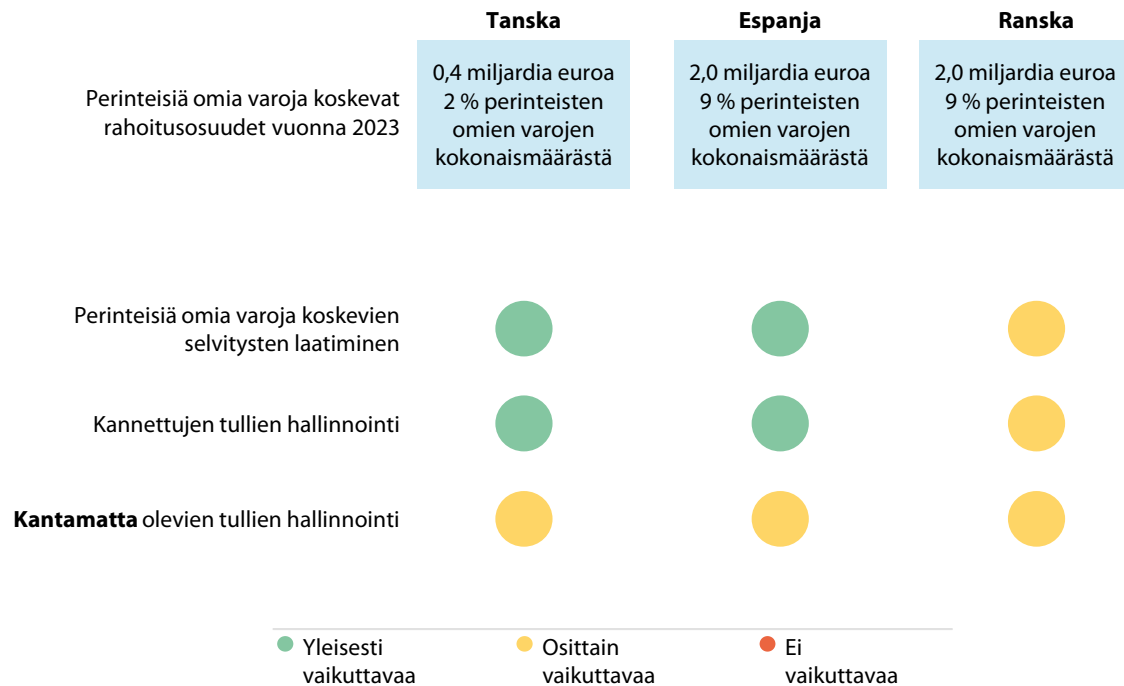 Tanska
Espanja
Ranska
Perinteisiä omia varoja koskevat
rahoitusosuudet vuonna 2023
0,4 miljardia euroa
2 % perinteisten
omien varojen
kokonaismäärästä
2,0 miljardia euroa
9 % perinteisten
omien varojen
kokonaismäärästä
2,0 miljardia euroa
9 % perinteisten
omien varojen
kokonaismäärästä
Perinteisiä omia varoja koskevien
selvitysten laatiminen
Kannettujen tullien hallinnointi
Kantamatta olevien tullien hallinnointi
Yleisesti
vaikuttavaa
Osittain
vaikuttavaa
Ei
vaikuttavaa